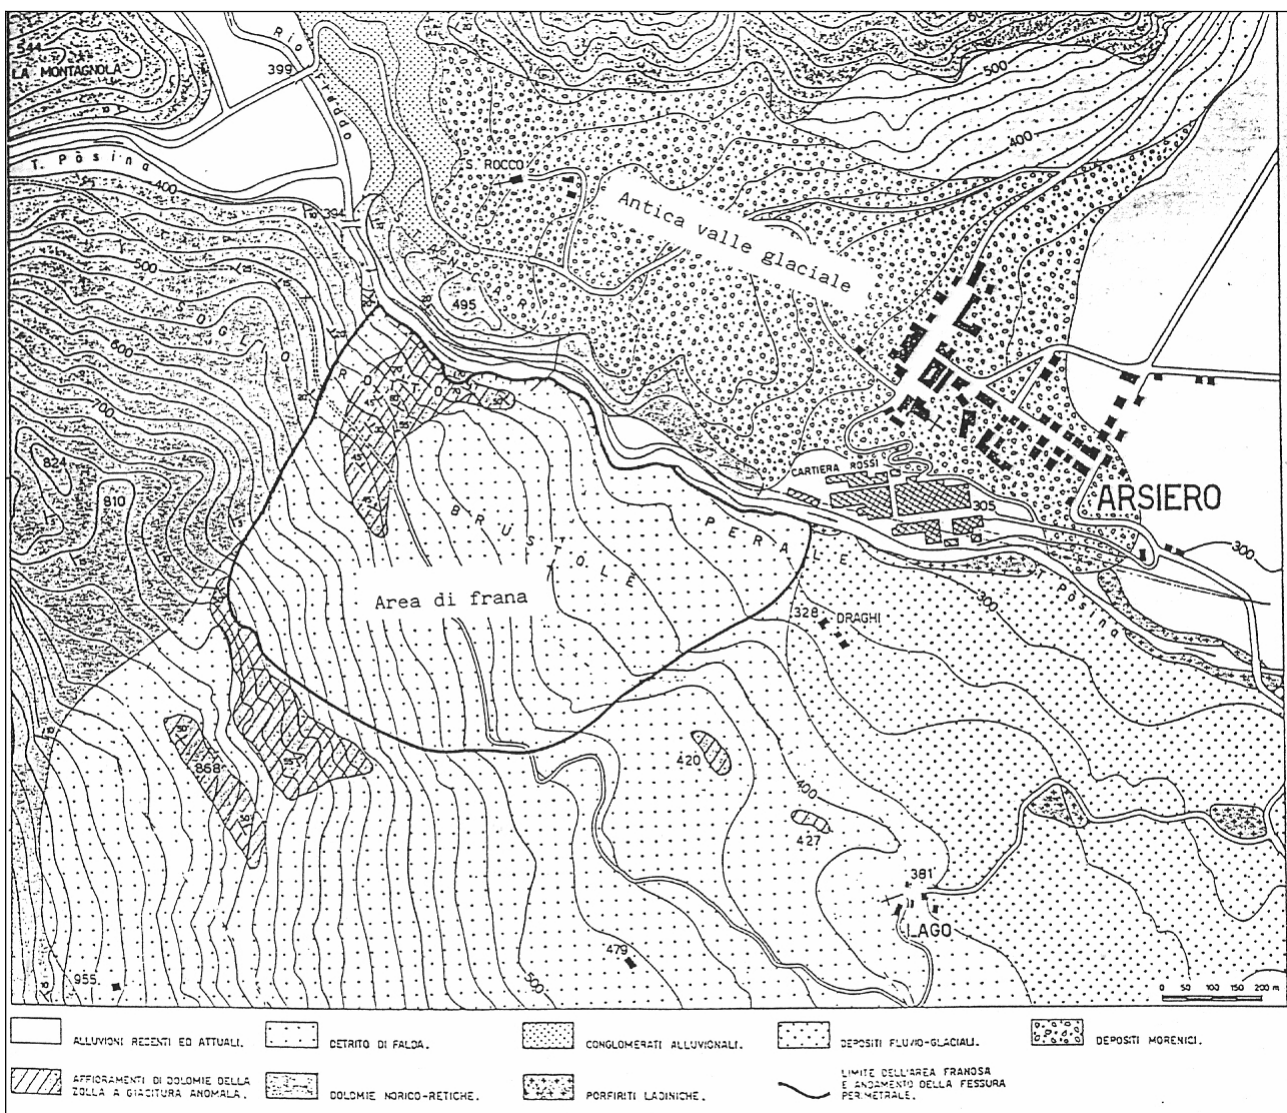 544
LA MONTAGNOLA
Rio Freddo
399
T. Pòsina
400
394
500
600
700
824
810
SOGLIO
S. ROCCO
STANCARI
495
Antica valle glaciale
500
400
ROTTO
BRUSTOLE
PERALE
Area di frana
CARTIERA ROSSI
305
ARSIERO
300
328 DRAGHI
300
T. Pòsina
868
420
400
427
381
LAGO
955
479
500
0 50 100 150 200 m.
ALLUVIONI RECENTI ED ATTUALI.
DETRITO DI FALDA.
CONGLOMERATI ALLUVIONALI.
DEPOSITI FLUVIO-GLACIALI.
DEPOSITI MORENICI.
AFFIORAMENTI DI DOLOMIE DELLA
ZOLLA A GIACITURA ANOMALA.
DOLOMIE NORICO-RETICHE.
PORFIRITI LADINICHE.
LIMITE DELL'AREA FRANOSA
E ANDAMENTO DELLA FESSURA
PERIMETRALE.